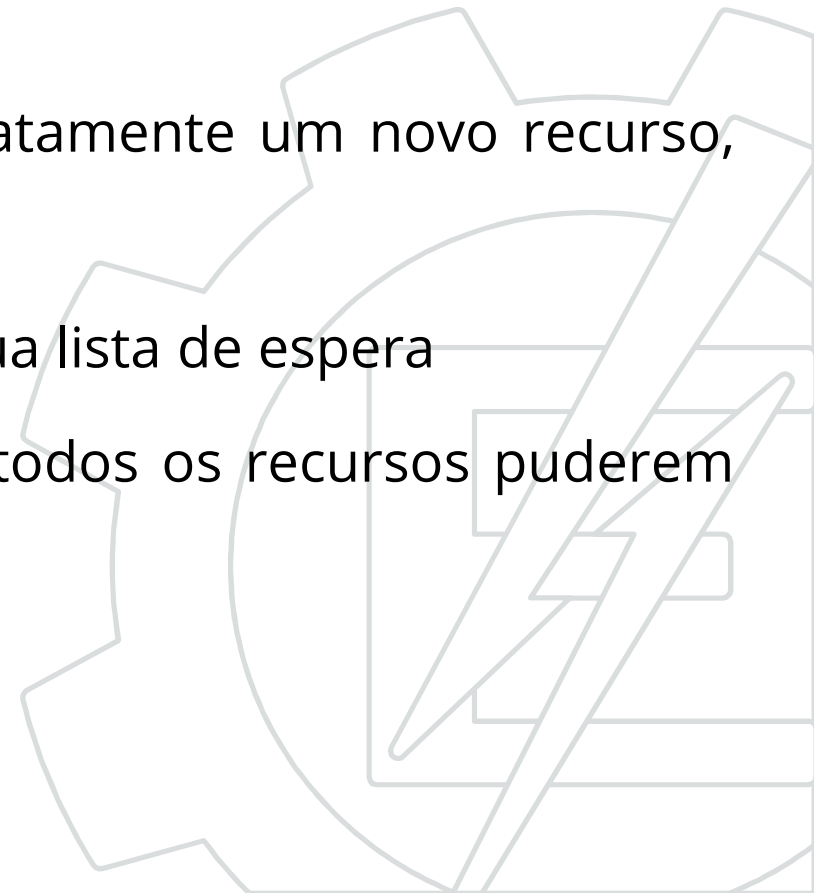 atamente um novo recurso,
ua lista de espera
todos os recursos puderem